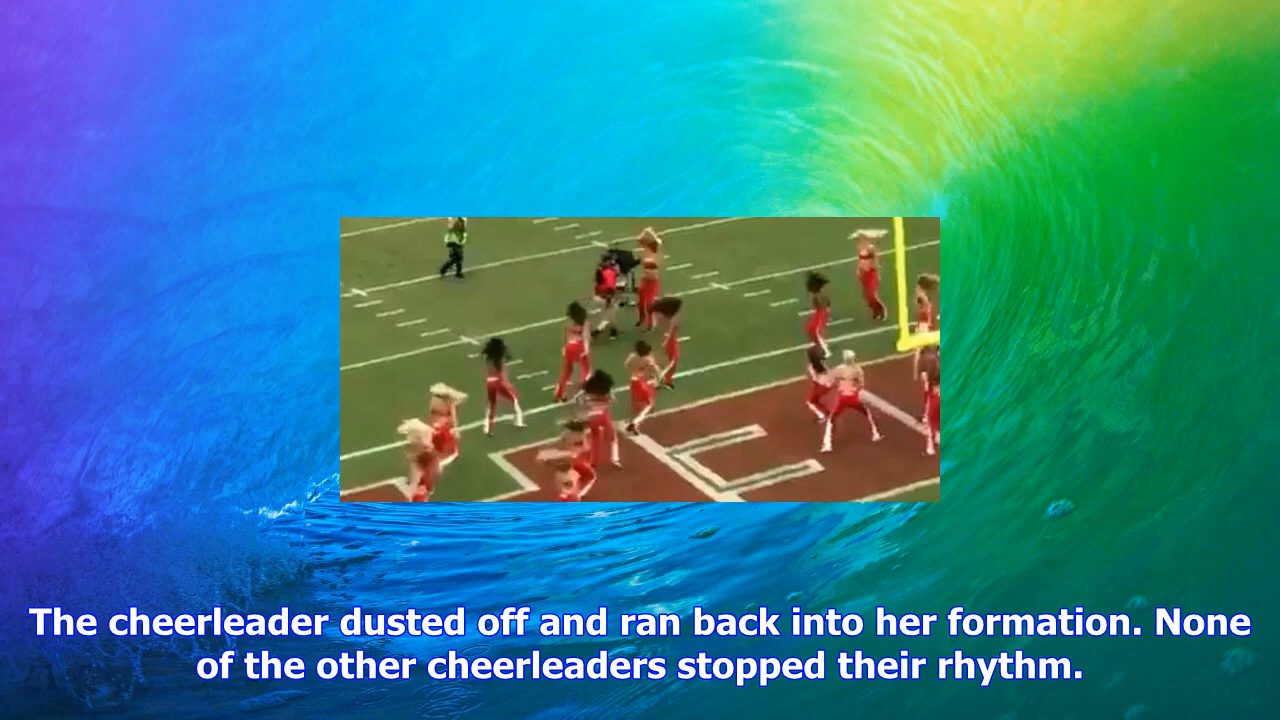 The cheerleader dusted off and ran back into her formation. None
of the other cheerleaders stopped their rhythm.